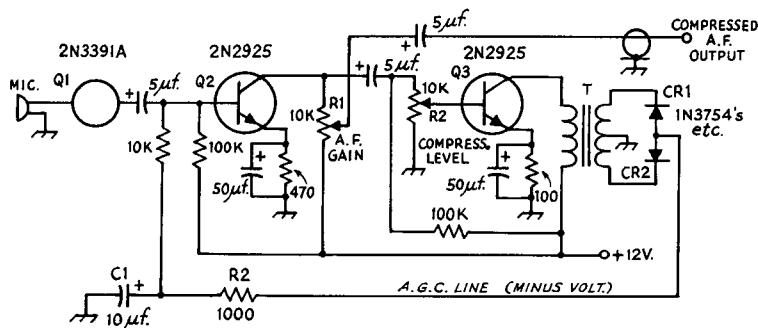 2N3391A
Q1
MIC.
5μf.
2N2925
Q2
10K
100K
50μf.
470
10K
R1
A.F.
GAIN
5μf.
5μf.
10K
R2
COMPRESS
LEVEL
2N2925
Q3
50μf.
100
100K
T
CR1
1N3754's
etc.
CR2
COMPRESSED
A.F.
OUTPUT
+12V.
C1
10μf.
R2
1000
A.G.C. LINE (MINUS VOLT.)